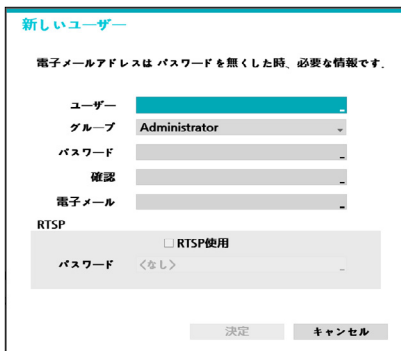 新しいユーザー
電子メールアドレスは パスワードを無くした時、必要な情報です.
ユーザー
グループ Administrator
パスワード
確認
電子メール
RTSP
RTSP使用
パスワード <なし>
決定 キャンセル